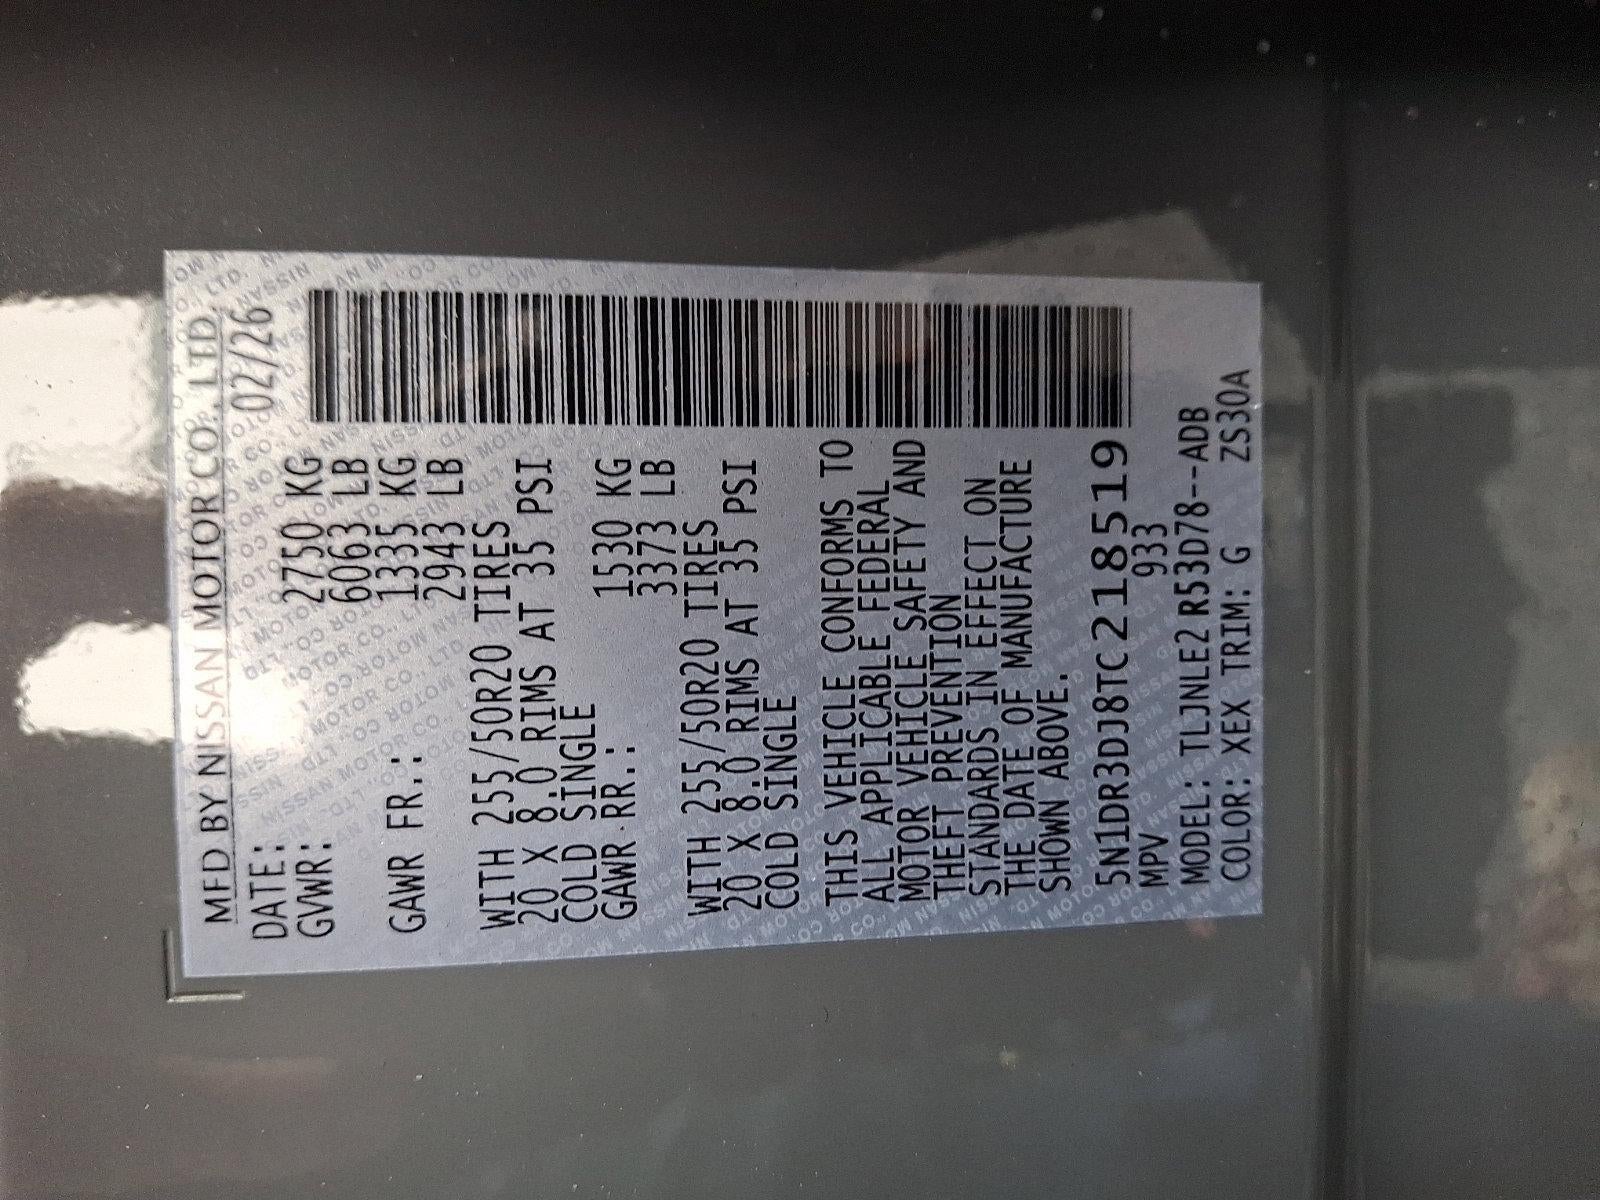 MFD BY NISSAN MOTOR CO., LTD.
DATE: 02/26
GVWR: 2750 KG
6063 LB
GAWR FR.: 1335 KG
2943 LB
WITH 255/50R20 TIRES
20 X 8.0 RIMS AT 35 PSI
COLD SINGLE
GAWR RR.: 1530 KG
3373 LB
WITH 255/50R20 TIRES
20 X 8.0 RIMS AT 35 PSI
COLD SINGLE
THIS VEHICLE CONFORMS TO
ALL APPLICABLE FEDERAL
MOTOR VEHICLE SAFETY AND
THEFT PREVENTION
STANDARDS IN EFFECT ON
THE DATE OF MANUFACTURE
SHOWN ABOVE.
5N1DR3DJ8TC218519
MPV 933
MODEL: TLJNLE2 R53D78--ADB
COLOR: XEX TRIM: G ZS30A